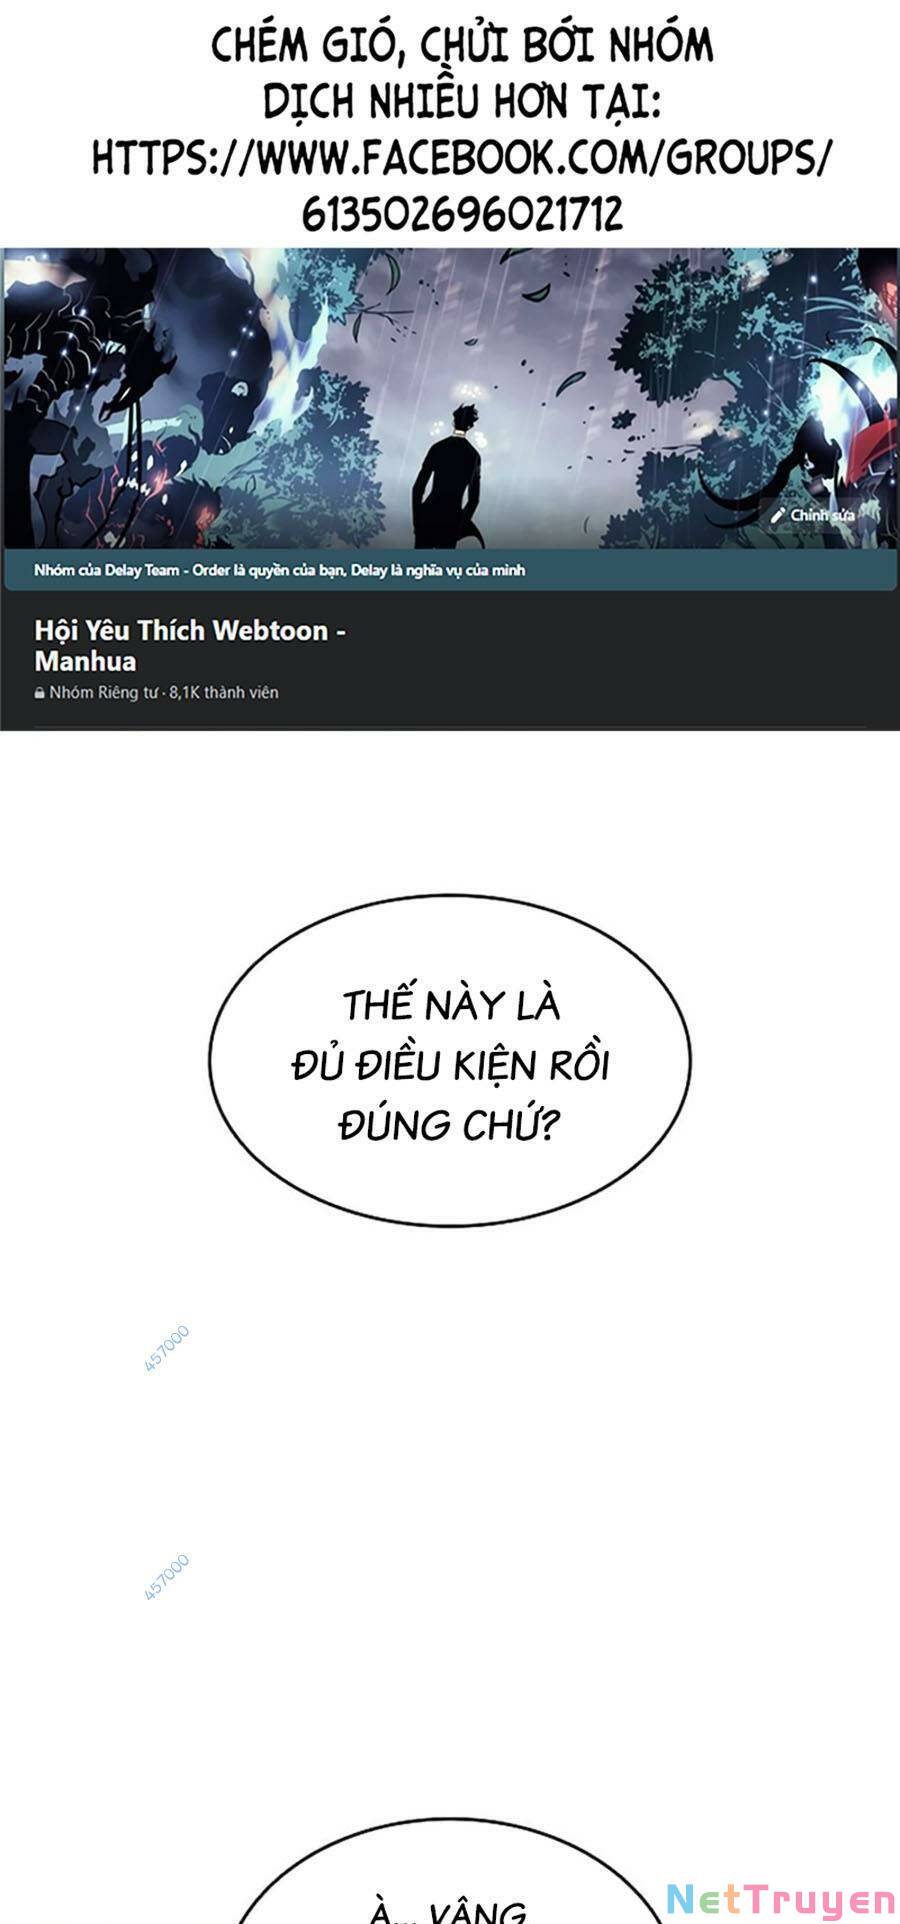 CHÉM GIÓ, CHỬI BỚI NHÓM
DỊCH NHIỀU HƠN TẠI:
HTTPS://WWW.FACEBOOK.COM/GROUPS/
613502696021712
Chỉnh sửa
Nhóm của Delay Team - Order là quyền của bạn, Delay là nghĩa vụ của mình
Hội Yêu Thích Webtoon -
Manhua
Nhóm Riêng tư · 8,1K thành viên
THẾ NÀY LÀ
ĐỦ ĐIỀU KIỆN RỒI
ĐÚNG CHỨ?
457000
457000
À... VÂNG
NetTruyen